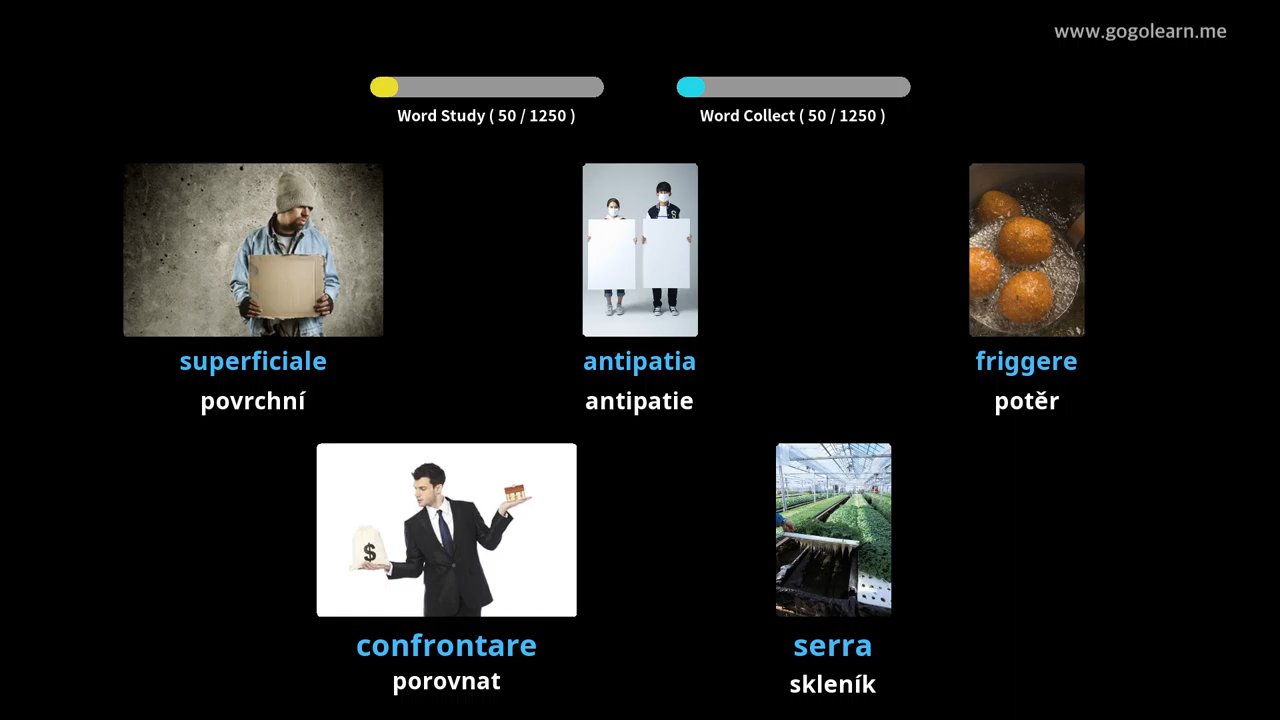 www.gogolearn.me
Word Study ( 50 / 1250 )
Word Collect ( 50 / 1250 )
superficiale
povrchní
antipatia
antipatie
friggere
potěr
$
confrontare
porovnat
serra
skleník